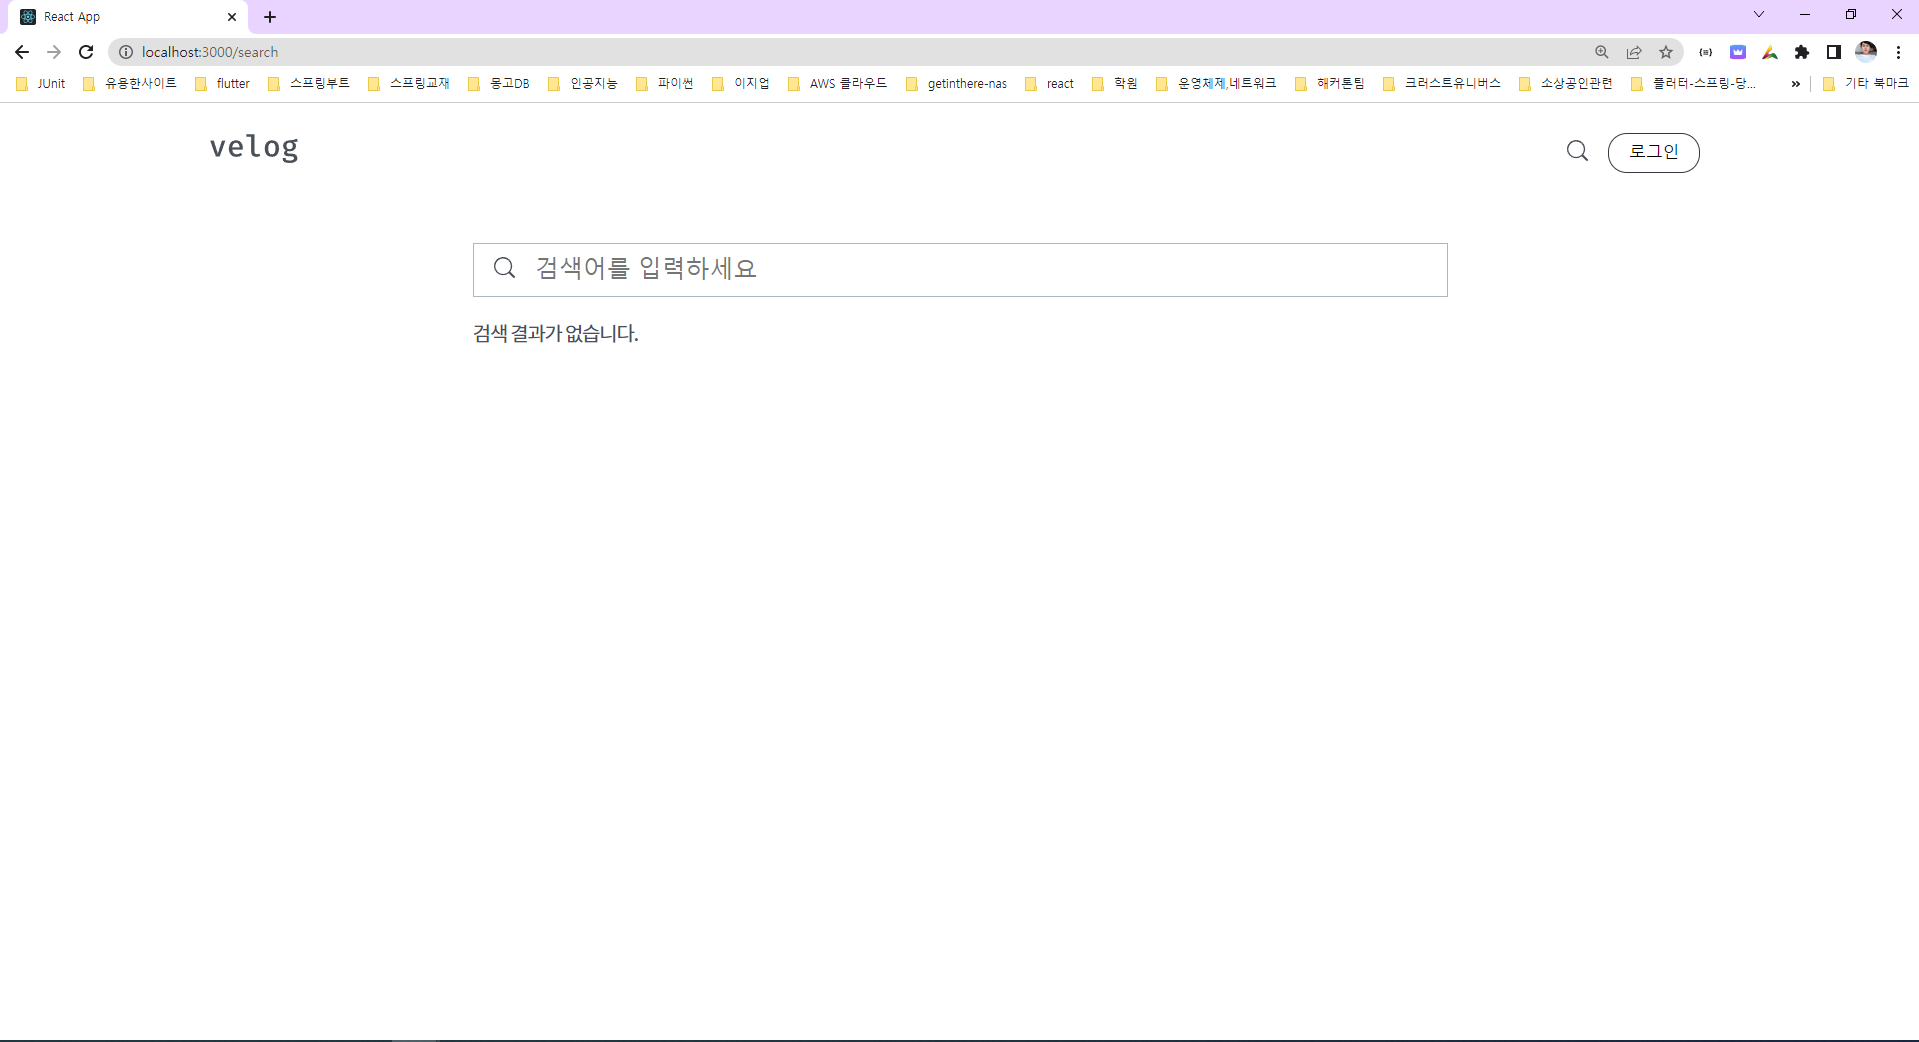 React App
localhost:3000/search
JUnit 유용한사이트 flutter 스프링부트 스프링교재 몽고DB 인공지능 파이썬 이지업 AWS 클라우드 getinthere-nas react 학원 운영체제,네트워크 해커톤팀 크러스트유니버스 소상공인관련 플러터-스프링-당... » 기타 북마크
velog
로그인
검색어를 입력하세요
검색 결과가 없습니다.